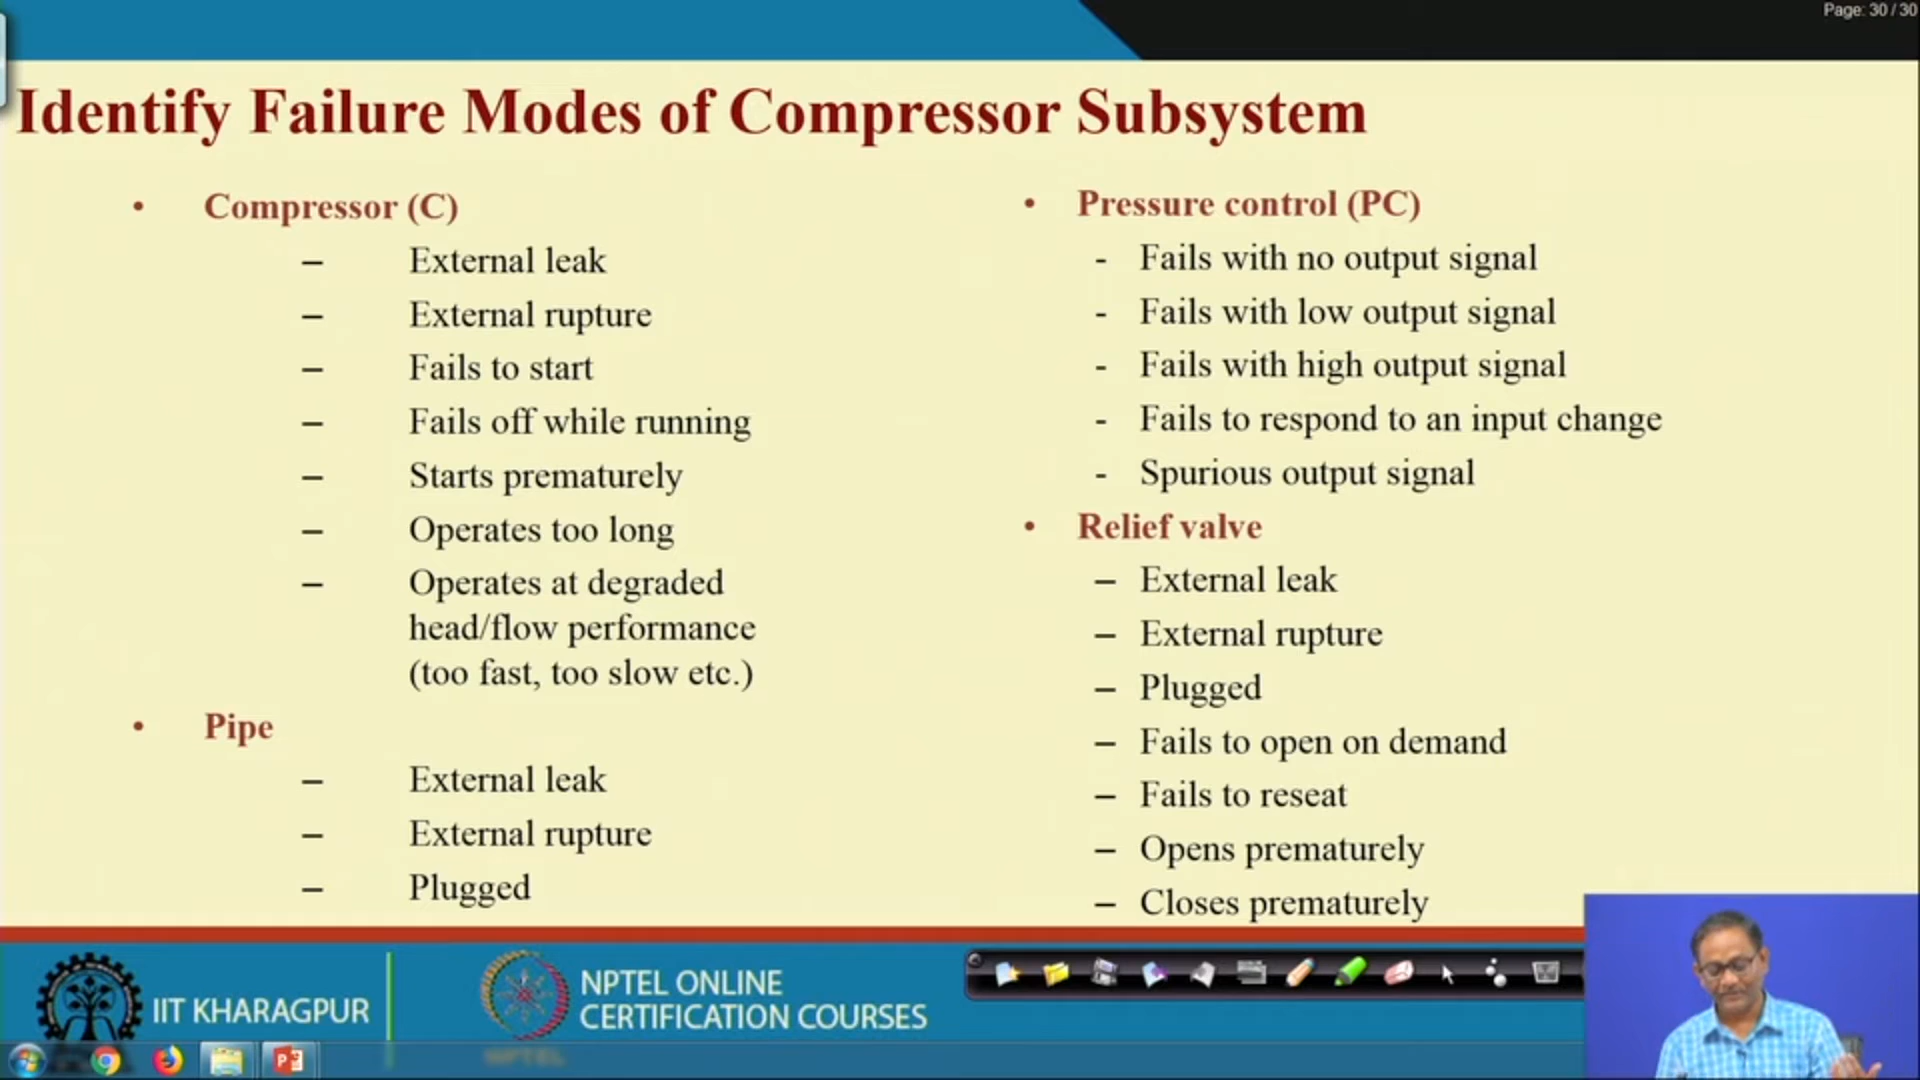 Page: 30 / 30
Identify Failure Modes of Compressor Subsystem
• Compressor (C)
– External leak
– External rupture
– Fails to start
– Fails off while running
– Starts prematurely
– Operates too long
– Operates at degraded
head/flow performance
(too fast, too slow etc.)
• Pipe
– External leak
– External rupture
– Plugged
• Pressure control (PC)
- Fails with no output signal
- Fails with low output signal
- Fails with high output signal
- Fails to respond to an input change
- Spurious output signal
• Relief valve
– External leak
– External rupture
– Plugged
– Fails to open on demand
– Fails to reseat
– Opens prematurely
– Closes prematurely
IIT KHARAGPUR
NPTEL ONLINE
CERTIFICATION COURSES
NPTEL